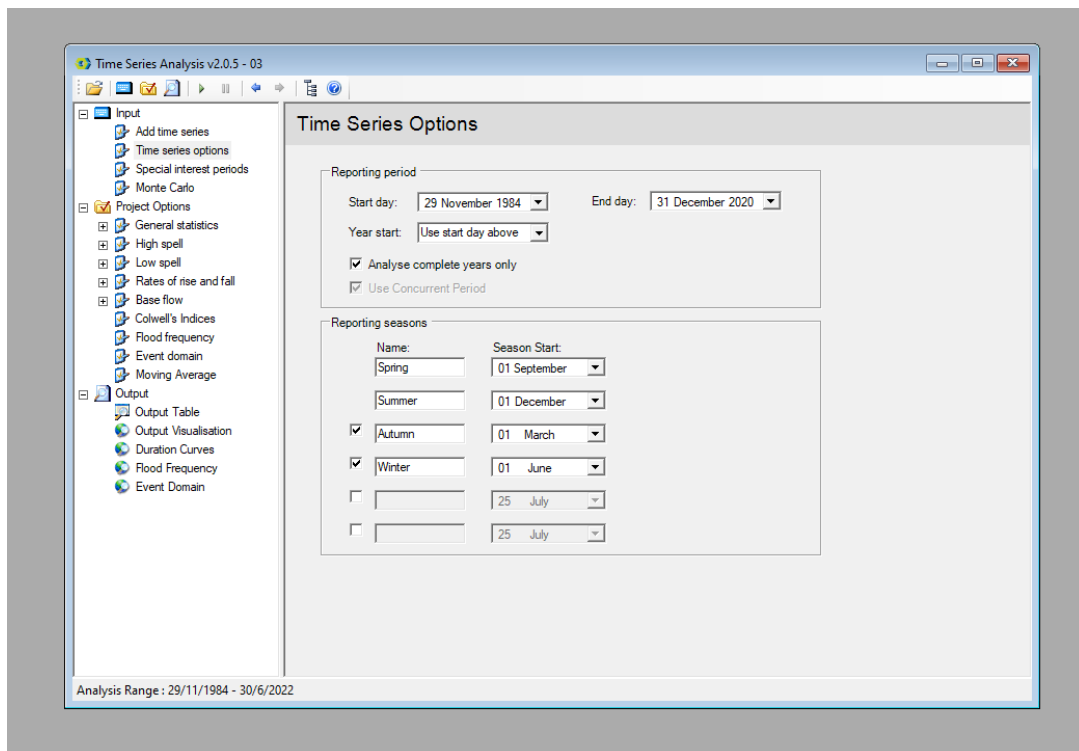 Time Series Analysis v2.0.5 - 03
Input
Add time series
Time series options
Special interest periods
Monte Carlo
Project Options
General statistics
High spell
Low spell
Rates of rise and fall
Base flow
Colwell's Indices
Flood frequency
Event domain
Moving Average
Output
Output Table
Output Visualisation
Duration Curves
Flood Frequency
Event Domain
Time Series Options
Reporting period
Start day: 29 November 1984 End day: 31 December 2020
Year start: Use start day above
Analyse complete years only
Use Concurrent Period
Reporting seasons
Name: Season Start:
Spring 01 September
Summer 01 December
Autumn 01 March
Winter 01 June
25 July
25 July
Analysis Range : 29/11/1984 - 30/6/2022